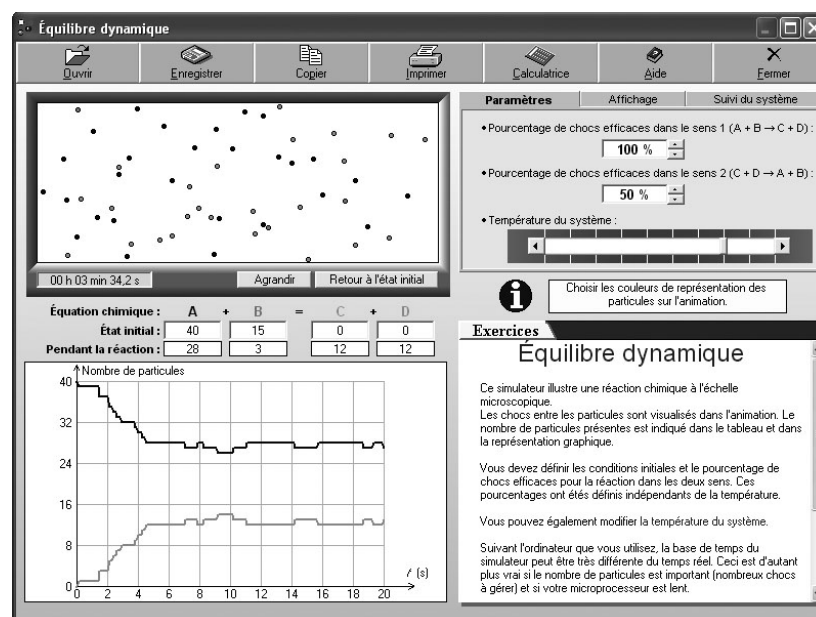 Équilibre dynamique
Ouvrir Enregistrer Copier Imprimer Calculatrice Aide Fermer
Paramètres Affichage Suivi du système
•Pourcentage de chocs efficaces dans le sens 1 (A + B → C + D) :
100 %
•Pourcentage de chocs efficaces dans le sens 2 (C + D → A + B) :
50 %
•Température du système :
00 h 03 min 34,2 s Agrandir Retour à l'état initial
Choisir les couleurs de représentation des
particules sur l'animation.
Équation chimique : A + B = C + D
État initial : 40 15 0 0
Pendant la réaction : 28 3 12 12
Nombre de particules
40
32
24
16
8
0
0 2 4 6 8 10 12 14 16 18 20
t (s)
Exercices
Équilibre dynamique
Ce simulateur illustre une réaction chimique à l'échelle
microscopique.
Les chocs entre les particules sont visualisés dans l'animation. Le
nombre de particules présentes est indiqué dans le tableau et dans
la représentation graphique.
Vous devez définir les conditions initiales et le pourcentage de
chocs efficaces pour la réaction dans les deux sens. Ces
pourcentages ont étés définis indépendants de la température.
Vous pouvez également modifier la température du système.
Suivant l'ordinateur que vous utilisez, la base de temps du
simulateur peut être très différente du temps réel. Ceci est d'autant
plus vrai si le nombre de particules est important (nombreux chocs
à gérer) et si votre microprocesseur est lent.